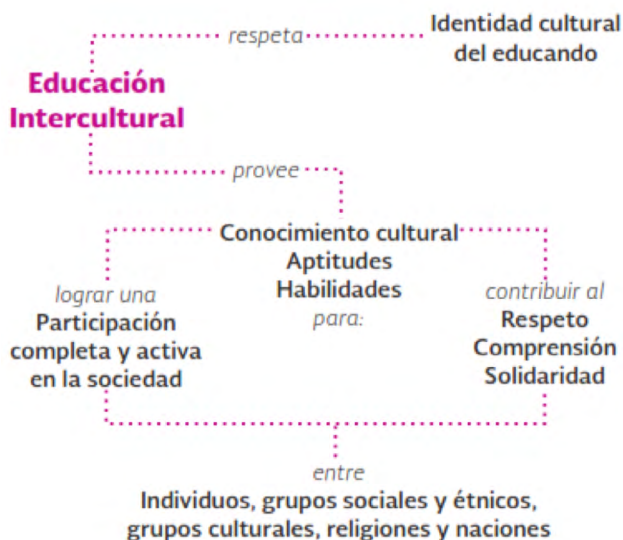 respeta
Identidad cultural
del educando
Educación
Intercultural
provee
Conocimiento cultural
Aptitudes
Habilidades
para:
lograr una
Participación
completa y activa
en la sociedad
contribuir al
Respeto
Comprensión
Solidaridad
entre
Individuos, grupos sociales y étnicos,
grupos culturales, religiones y naciones